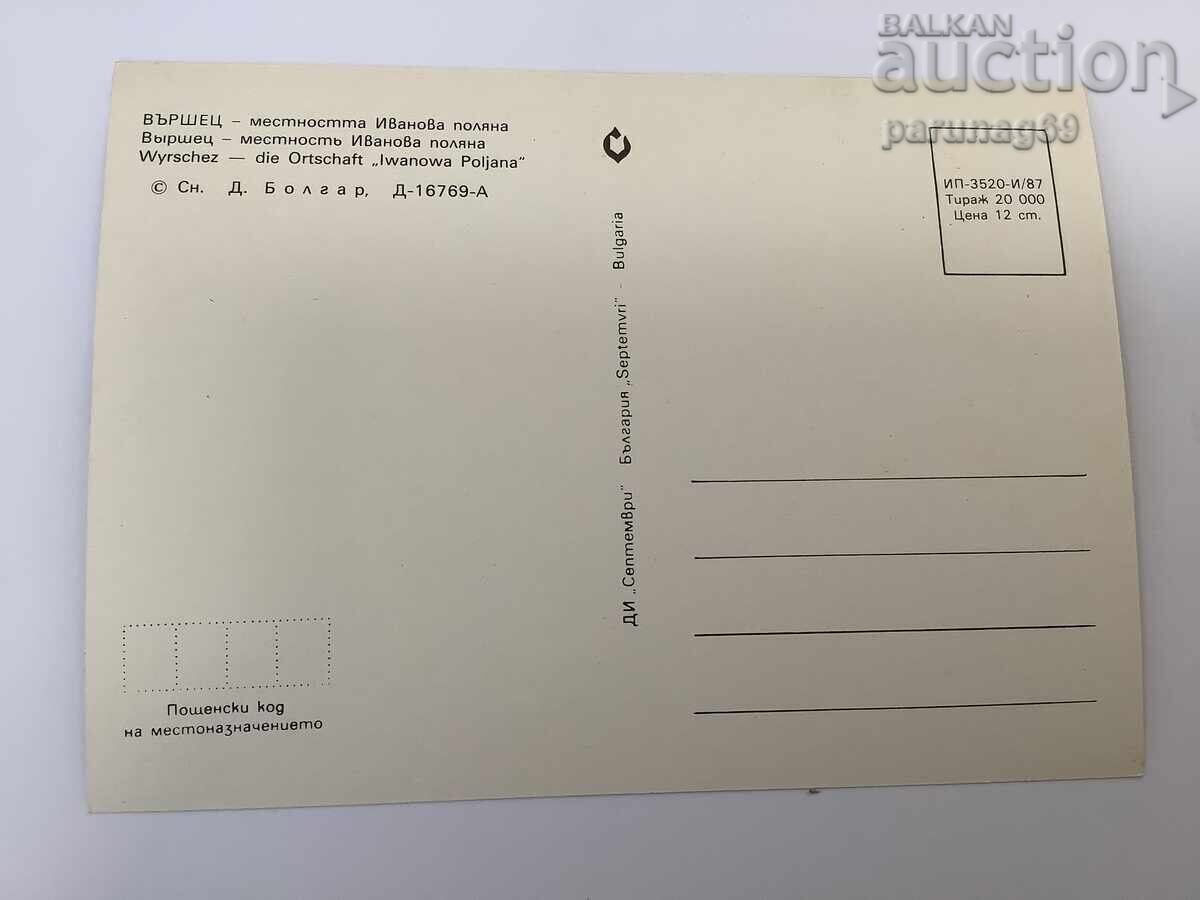 BALKAN
auction
parunag69
ВЪРШЕЦ – местността Иванова поляна
Выршец – местность Иванова поляна
Wyrschez — die Ortschaft „Iwanowa Poljana“
© Сн. Д. Болгар, Д-16769-А
ИП-3520-И/87
Тираж 20 000
Цена 12 ст.
ДИ „Септември“ България „Septemvri“ - Bulgaria
Пощенски код
на местоназначението